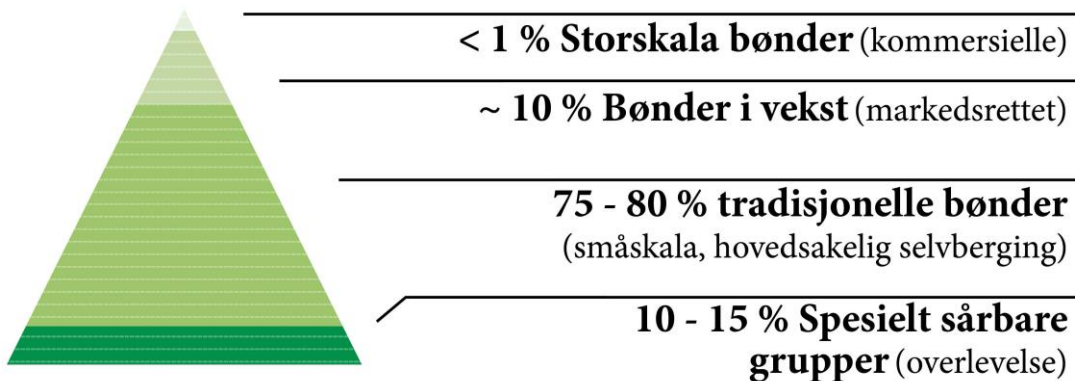 < 1 % Storskala bønder (kommersielle)
~ 10 % Bønder i vekst (markedsrettet)
75 - 80 % tradisjonelle bønder
(småskala, hovedsakelig selvberging)
10 - 15 % Spesielt sårbare
grupper (overlevelse)